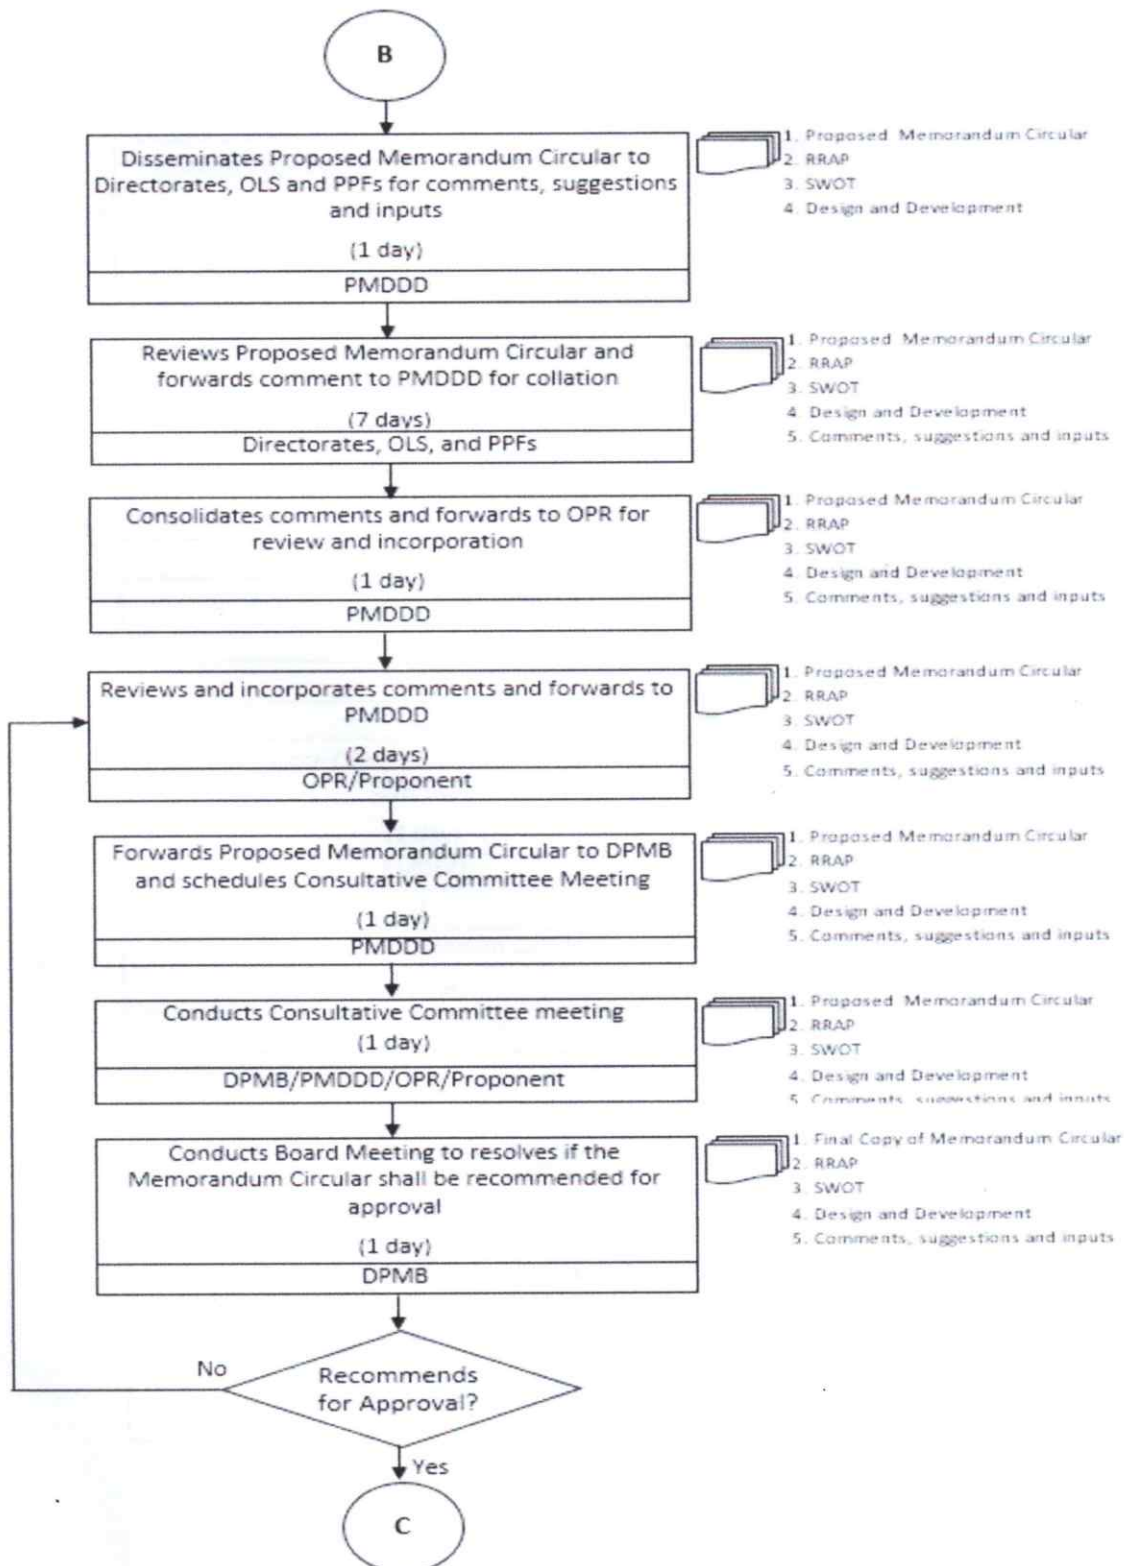 B
Disseminates Proposed Memorandum Circular to
Directorates, OLS and PPFs for comments, suggestions
and inputs
(1 day)
PMDDD
1. Proposed Memorandum Circular
2. RRAP
3. SWOT
4. Design and Development
Reviews Proposed Memorandum Circular and
forwards comment to PMDDD for collation
(7 days)
Directorates, OLS, and PPFs
1. Proposed Memorandum Circular
2. RRAP
3. SWOT
4. Design and Development
5. Comments, suggestions and inputs
Consolidates comments and forwards to OPR for
review and incorporation
(1 day)
PMDDD
1. Proposed Memorandum Circular
2. RRAP
3. SWOT
4. Design and Development
5. Comments, suggestions and inputs
Reviews and incorporates comments and forwards to
PMDDD
(2 days)
OPR/Proponent
1. Proposed Memorandum Circular
2. RRAP
3. SWOT
4. Design and Development
5. Comments, suggestions and inputs
Forwards Proposed Memorandum Circular to DPMB
and schedules Consultative Committee Meeting
(1 day)
PMDDD
1. Proposed Memorandum Circular
2. RRAP
3. SWOT
4. Design and Development
5. Comments, suggestions and inputs
Conducts Consultative Committee meeting
(1 day)
DPMB/PMDDD/OPR/Proponent
1. Proposed Memorandum Circular
2. RRAP
3. SWOT
4. Design and Development
5. Comments, suggestions and inputs
Conducts Board Meeting to resolves if the
Memorandum Circular shall be recommended for
approval
(1 day)
DPMB
1. Final Copy of Memorandum Circular
2. RRAP
3. SWOT
4. Design and Development
5. Comments, suggestions and inputs
No
Recommends
for Approval?
Yes
C